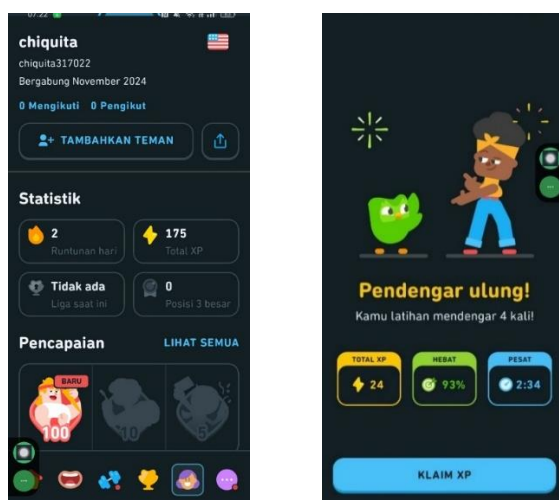 07.22
chiquita
chiquita317022
Bergabung November 2024
0 Mengikuti 0 Pengikut
TAMBAHKAN TEMAN
Statistik
2
Runtunan hari
175
Total XP
Tidak ada
Liga saat ini
0
Posisi 3 besar
Pencapaian LIHAT SEMUA
BARU
100
10
5
Pendengar ulung!
Kamu latihan mendengar 4 kali!
TOTAL XP
24
HEBAT
93%
PESAT
2:34
KLAIM XP